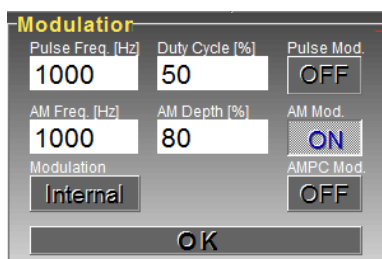 Modulation
Pulse Freq. [Hz] Duty Cycle [%] Pulse Mod.
1000 50 OFF
AM Freq. [Hz] AM Depth [%] AM Mod.
1000 80 ON
Modulation AMPC Mod.
Internal OFF
OK